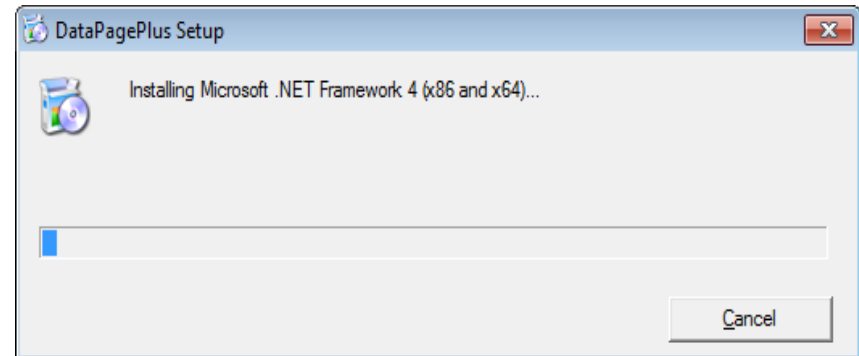 DataPagePlus Setup
Installing Microsoft .NET Framework 4 (x86 and x64)...
Cancel